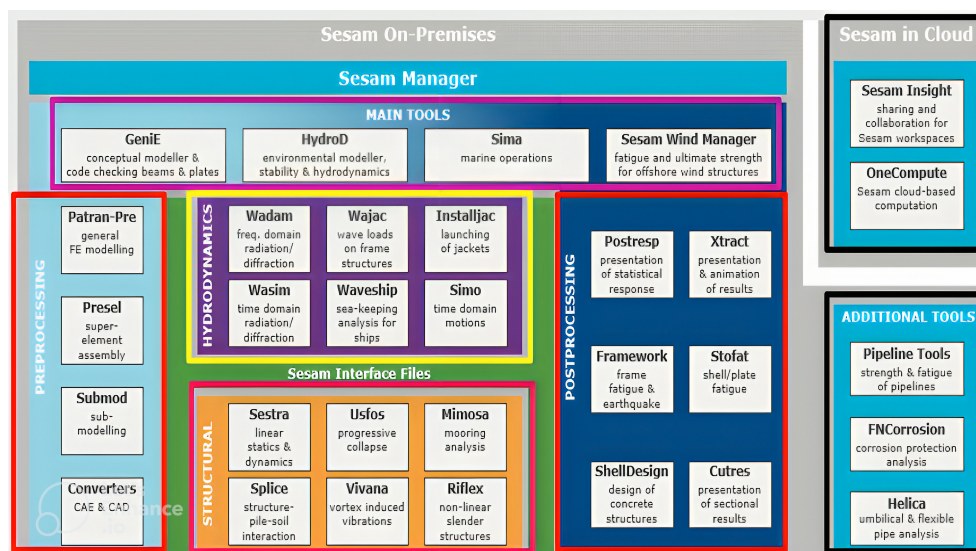 Sesam On-Premises
Sesam Manager
MAIN TOOLS
GeniE
conceptual modeller &
code checking beams & plates
HydroD
environmental modeller,
stability & hydrodynamics
Sima
marine operations
Sesam Wind Manager
fatigue and ultimate strength
for offshore wind structures
PREPROCESSING
Patran-Pre
general
FE modelling
Presel
super-
element
assembly
Submod
sub-
modelling
Converters
CAE & CAD
HYDRODYNAMICS
Wadam
freq. domain
radiation/
diffraction
Wajac
wave loads
on frame
structures
Installjac
launching
of jackets
Wasim
time domain
radiation/
diffraction
Waveship
sea-keeping
analysis for
ships
Simo
time domain
motions
Sesam Interface Files
STRUCTURAL
Sestra
linear
statics &
dynamics
Usfos
progressive
collapse
Mimosa
mooring
analysis
Splice
structure-
pile-soil
interaction
Vivana
vortex induced
vibrations
Riflex
non-linear
slender
structures
POSTPROCESSING
Postresp
presentation
of statistical
response
Xtract
presentation
& animation
of results
Framework
frame
fatigue &
earthquake
Stofat
shell/plate
fatigue
ShellDesign
design of
concrete
structures
Cutres
presentation
of sectional
results
Sesam in Cloud
Sesam Insight
sharing and
collaboration for
Sesam workspaces
OneCompute
Sesam cloud-based
computation
ADDITIONAL TOOLS
Pipeline Tools
strength & fatigue
of pipelines
FNCorrosion
corrosion protection
analysis
Helica
umbilical & flexible
pipe analysis